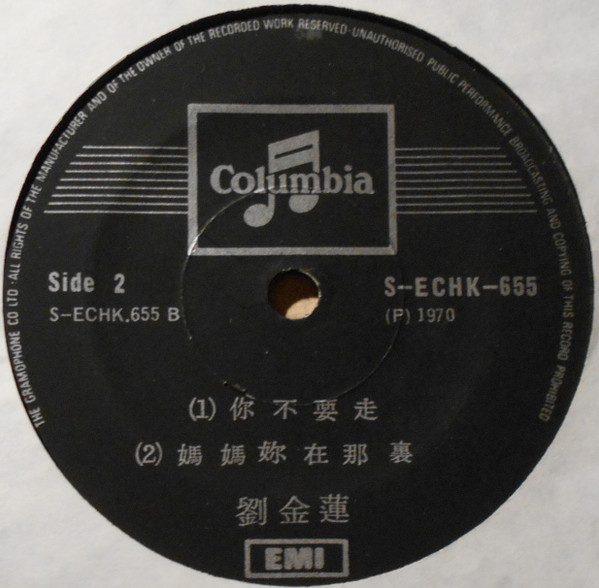 THE GRAMOPHONE CO LTD · ALL RIGHTS OF THE MANUFACTURER AND OF THE OWNER OF THE RECORDED WORK RESERVED · UNAUTHORISED PUBLIC PERFORMANCE BROADCASTING AND COPYING OF THIS RECORD PROHIBITED
Columbia
Side 2
S-ECHK-655
S-ECHK.655 B
(P) 1970
(1) 你不要走
(2) 媽媽妳在那裏
劉金蓮
EMI